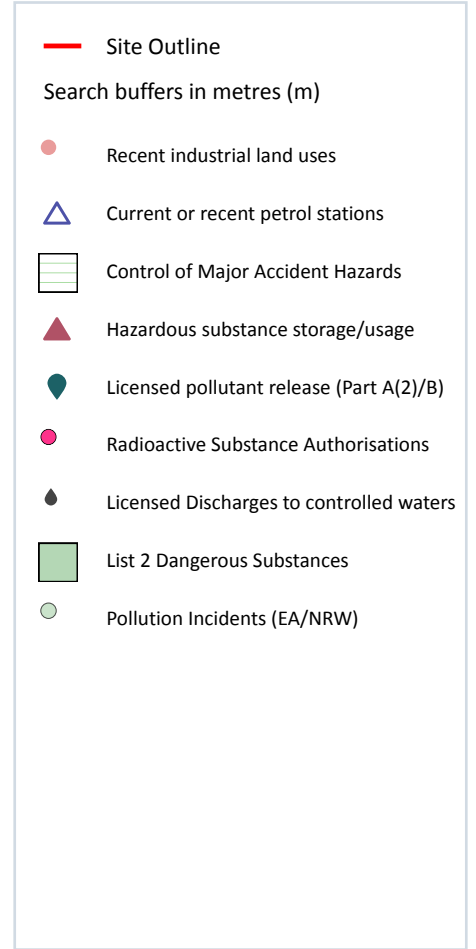 Site Outline
Search buffers in metres (m)
Recent industrial land uses
Current or recent petrol stations
Control of Major Accident Hazards
Hazardous substance storage/usage
Licensed pollutant release (Part A(2)/B)
Radioactive Substance Authorisations
Licensed Discharges to controlled waters
List 2 Dangerous Substances
Pollution Incidents (EA/NRW)